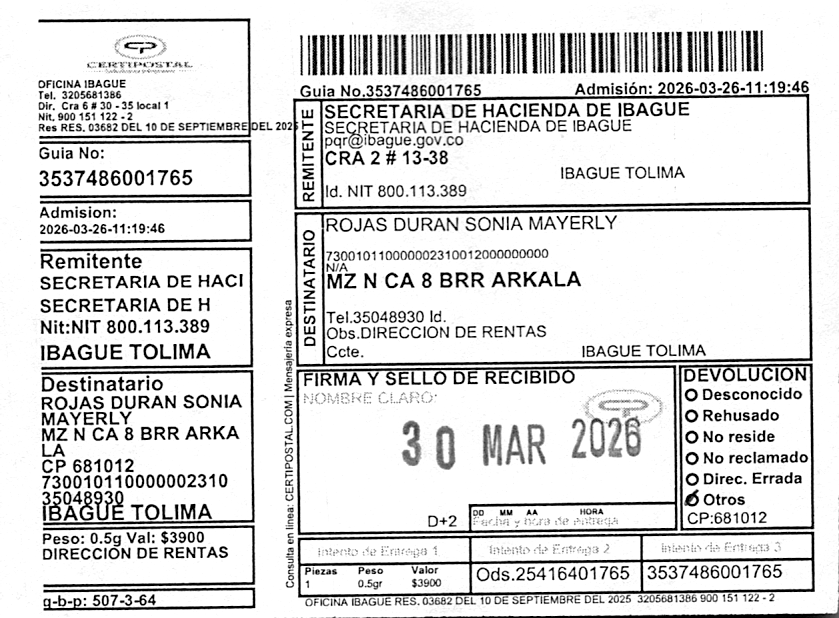 CERTIPOSTAL
OFICINA IBAGUE
Tel. 3205681386
Dir. Cra 6 # 30 - 35 local 1
Nit. 900 151 122 - 2
Res RES. 03682 DEL 10 DE SEPTIEMBRE DEL 2025
Guia No:
3537486001765
Admision:
2026-03-26-11:19:46
Remitente
SECRETARIA DE HACI
SECRETARIA DE H
Nit:NIT 800.113.389
IBAGUE TOLIMA
Destinatario
ROJAS DURAN SONIA
MAYERLY
MZ N CA 8 BRR ARKA
LA
CP 681012
730010110000002310
35048930
IBAGUE TOLIMA
Peso: 0.5g Val: $3900
DIRECCION DE RENTAS
g-b-p: 507-3-64
Consulta en linea: CERTIPOSTAL.COM | Mensajeria expresa
Guia No.3537486001765 Admisión: 2026-03-26-11:19:46
REMITENTE
SECRETARIA DE HACIENDA DE IBAGUE
SECRETARIA DE HACIENDA DE IBAGUE
pqr@ibague.gov.co
CRA 2 # 13-38
IBAGUE TOLIMA
Id. NIT 800.113.389
DESTINATARIO
ROJAS DURAN SONIA MAYERLY
730010110000002310012000000000
N/A
MZ N CA 8 BRR ARKALA
Tel.35048930 Id.
Obs.DIRECCION DE RENTAS
Ccte. IBAGUE TOLIMA
FIRMA Y SELLO DE RECIBIDO
NOMBRE CLARO:
30 MAR 2026
D+2
DD MM AA HORA
Fecha y hora de entrega
DEVOLUCION
Desconocido
Rehusado
No reside
No reclamado
Direc. Errada
Otros
CP:681012
Intento de Entrega 1 Intento de Entrega 2 Intento de Entrega 3
Piezas Peso Valor
1 0.5gr $3900
Ods.25416401765 3537486001765
OFICINA IBAGUE RES. 03682 DEL 10 DE SEPTIEMBRE DEL 2025 3205681386 900 151 122 - 2